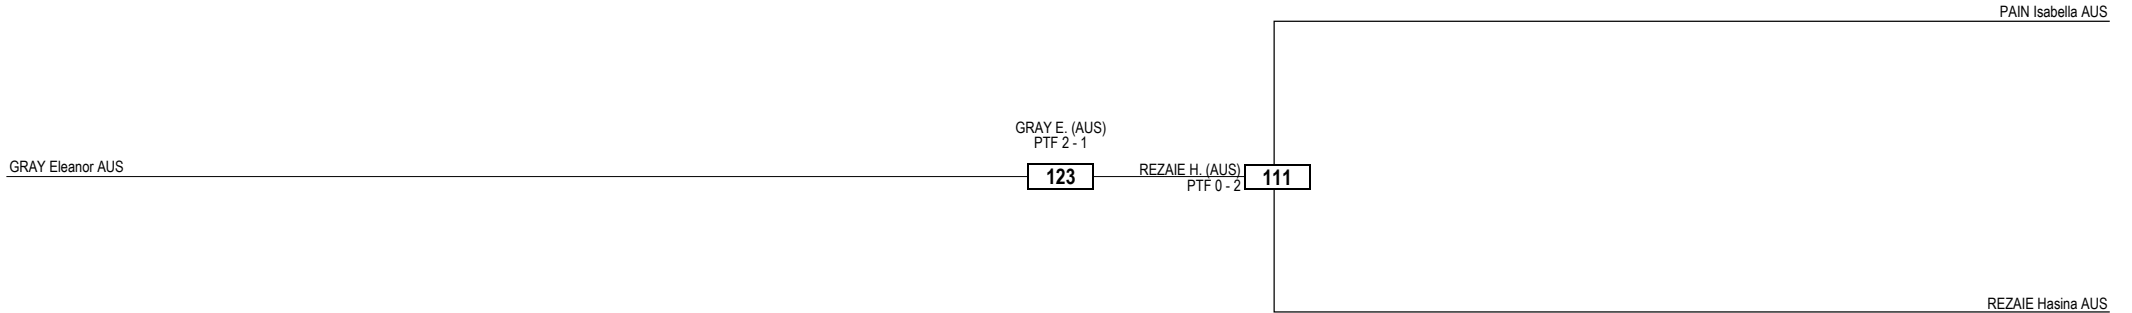 PAIN Isabella AUS
GRAY E. (AUS)
PTF 2 - 1
GRAY Eleanor AUS
123
REZAIE H. (AUS)
PTF 0 - 2
111
REZAIE Hasina AUS